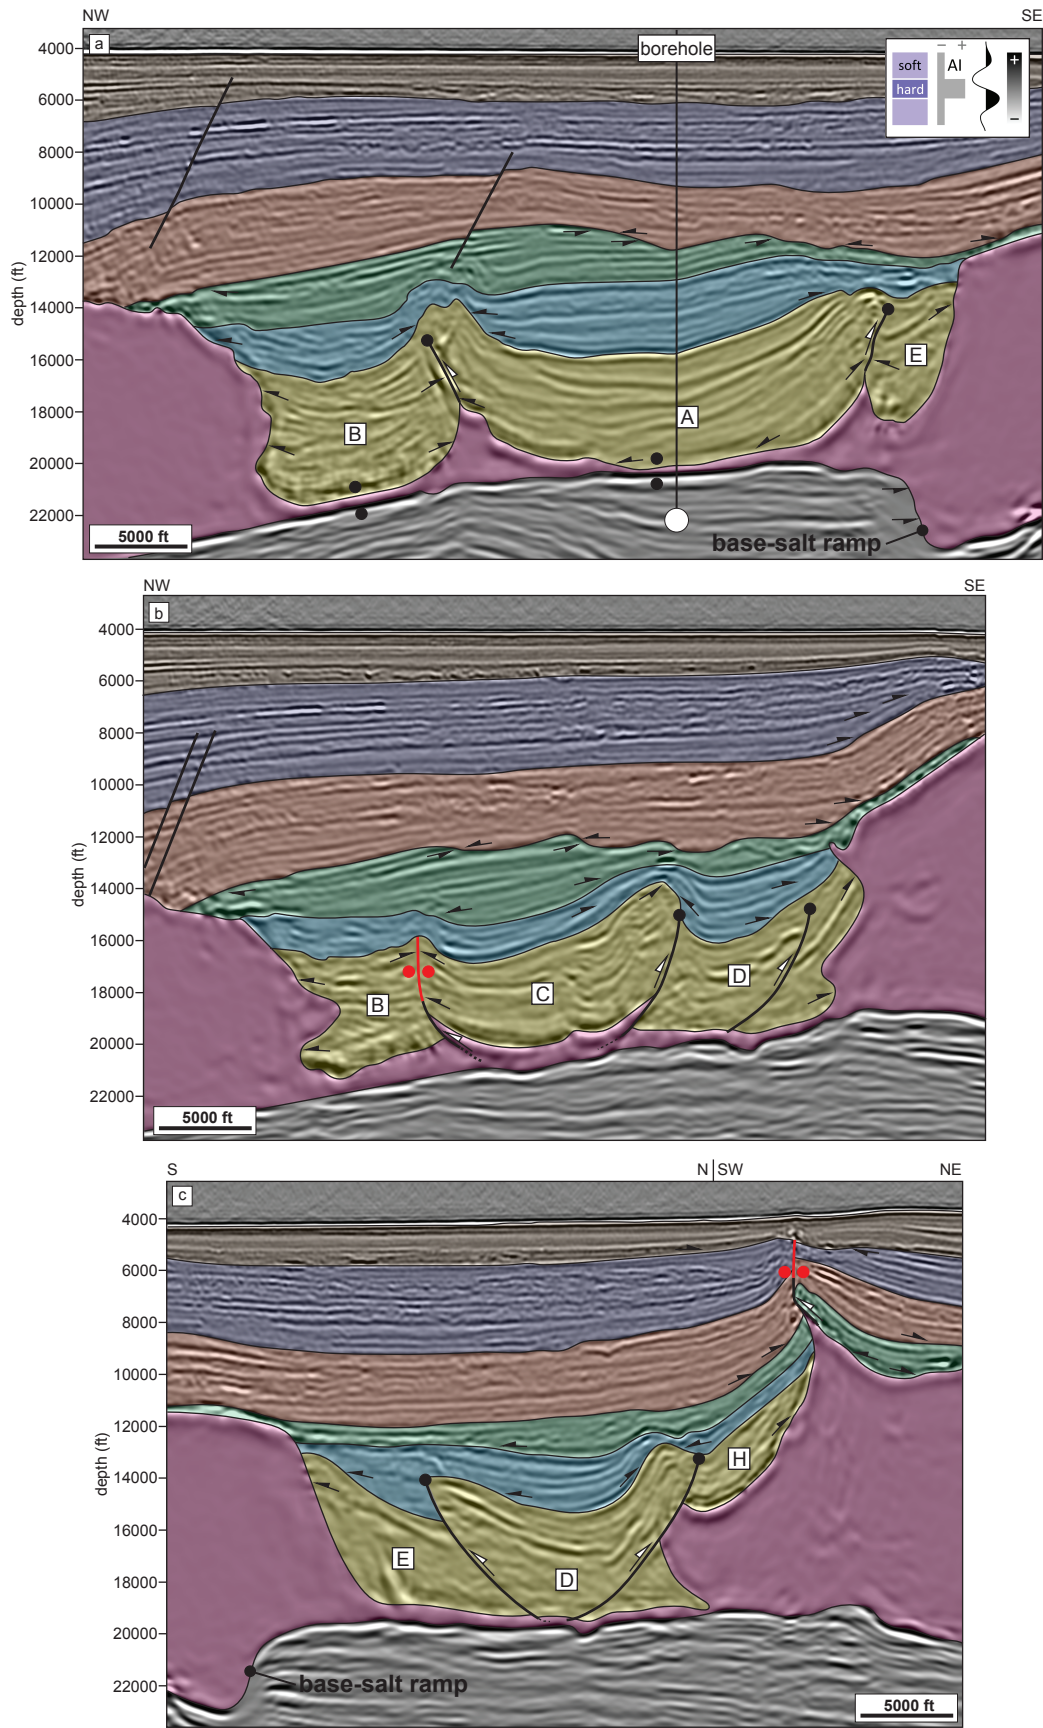 NW
SE
a
borehole
4000
6000
8000
10000
12000
14000
16000
18000
20000
22000
depth (ft)
− +
soft
AI
hard
+
−
B
A
E
5000 ft
base-salt ramp
NW
SE
b
4000
6000
8000
10000
12000
14000
16000
18000
20000
22000
depth (ft)
B
C
D
5000 ft
S
N
SW
NE
c
4000
6000
8000
10000
12000
14000
16000
18000
20000
22000
depth (ft)
H
E
D
base-salt ramp
5000 ft